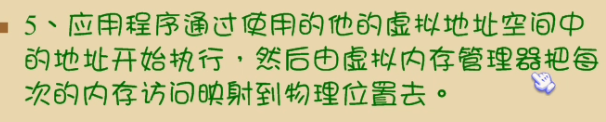 5、应用程序通过使用的他的虚拟地址空间中
的地址开始执行，然后由虚拟内存管理器把每
次的内存访问映射到物理位置去。